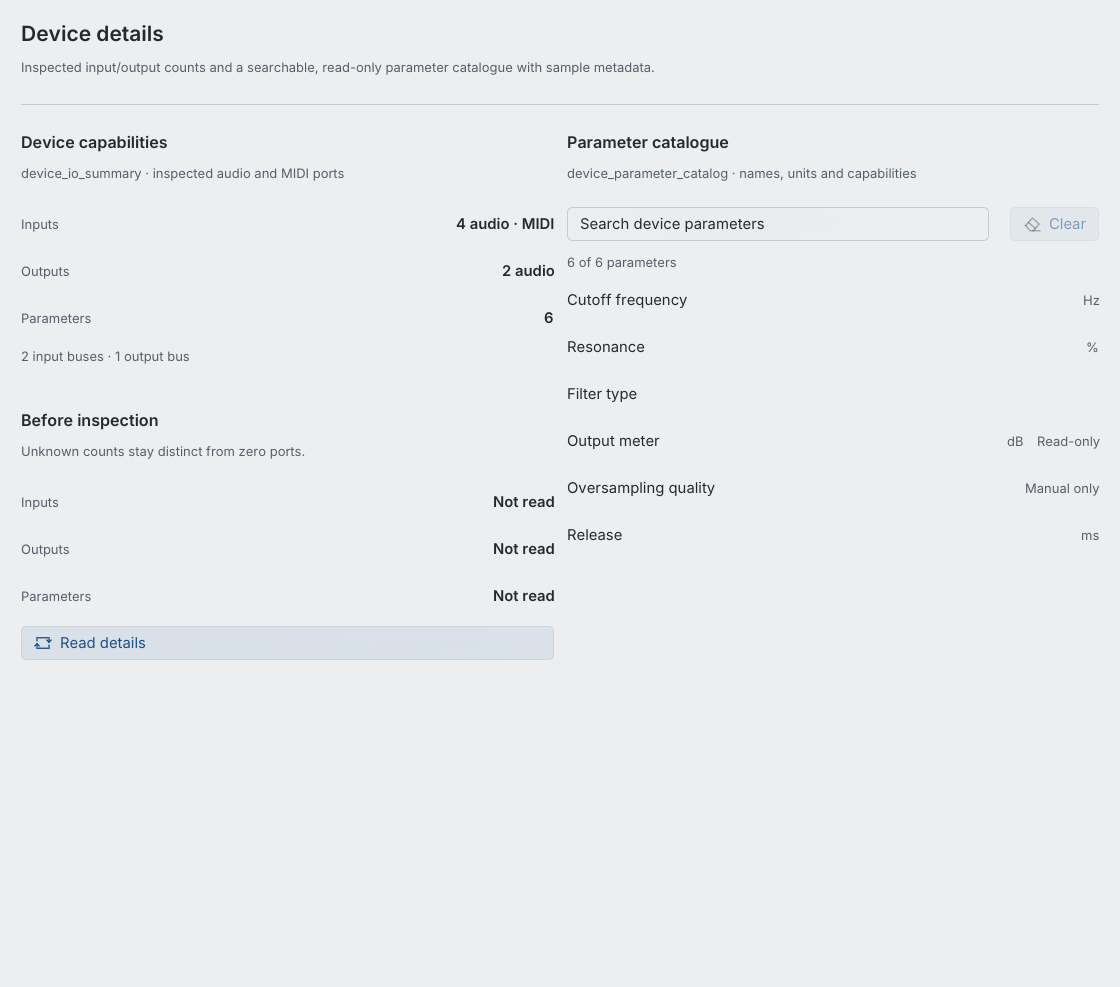 Device details
Inspected input/output counts and a searchable, read-only parameter catalogue with sample metadata.
Device capabilities
device_io_summary · inspected audio and MIDI ports
Inputs 4 audio · MIDI
Outputs 2 audio
Parameters 6
2 input buses · 1 output bus
Before inspection
Unknown counts stay distinct from zero ports.
Inputs Not read
Outputs Not read
Parameters Not read
Read details
Parameter catalogue
device_parameter_catalog · names, units and capabilities
Search device parameters Clear
6 of 6 parameters
Cutoff frequency Hz
Resonance %
Filter type
Output meter dB Read-only
Oversampling quality Manual only
Release ms